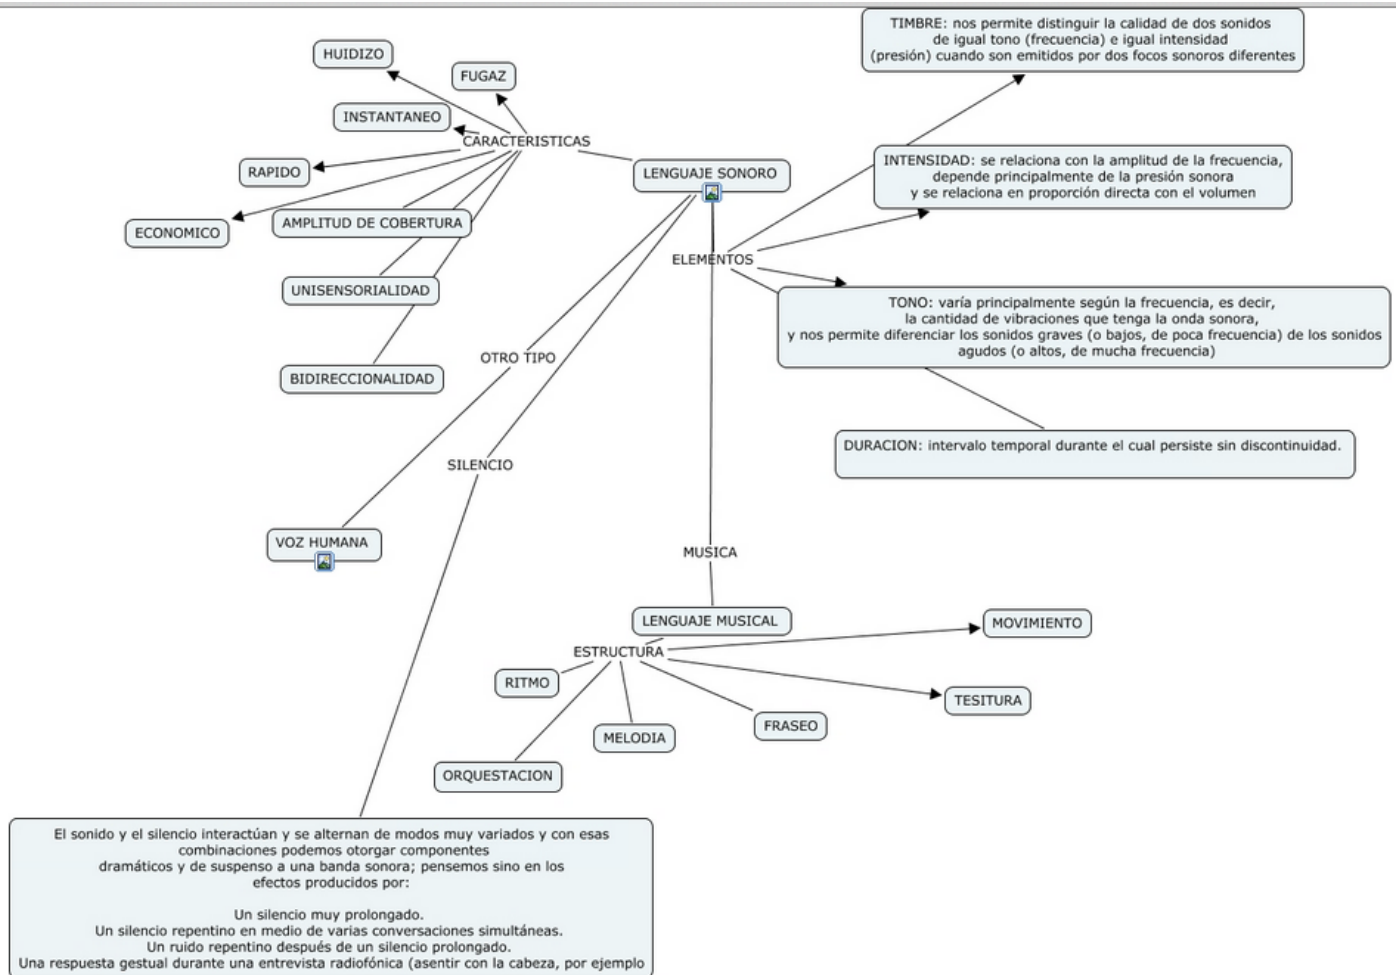 TIMBRE: nos permite distinguir la calidad de dos sonidos
de igual tono (frecuencia) e igual intensidad
(presión) cuando son emitidos por dos focos sonoros diferentes
HUIDIZO
FUGAZ
INSTANTANEO
CARACTERISTICAS
RAPIDO
LENGUAJE SONORO
INTENSIDAD: se relaciona con la amplitud de la frecuencia,
depende principalmente de la presión sonora
y se relaciona en proporción directa con el volumen
ECONOMICO
AMPLITUD DE COBERTURA
ELEMENTOS
UNISENSORIALIDAD
TONO: varía principalmente según la frecuencia, es decir,
la cantidad de vibraciones que tenga la onda sonora,
y nos permite diferenciar los sonidos graves (o bajos, de poca frecuencia) de los sonidos
agudos (o altos, de mucha frecuencia)
OTRO TIPO
BIDIRECCIONALIDAD
DURACION: intervalo temporal durante el cual persiste sin discontinuidad.
SILENCIO
VOZ HUMANA
MUSICA
LENGUAJE MUSICAL
MOVIMIENTO
ESTRUCTURA
RITMO
TESITURA
FRASEO
MELODIA
ORQUESTACION
El sonido y el silencio interactúan y se alternan de modos muy variados y con esas
combinaciones podemos otorgar componentes
dramáticos y de suspenso a una banda sonora; pensemos sino en los
efectos producidos por:
Un silencio muy prolongado.
Un silencio repentino en medio de varias conversaciones simultáneas.
Un ruido repentino después de un silencio prolongado.
Una respuesta gestual durante una entrevista radiofónica (asentir con la cabeza, por ejemplo